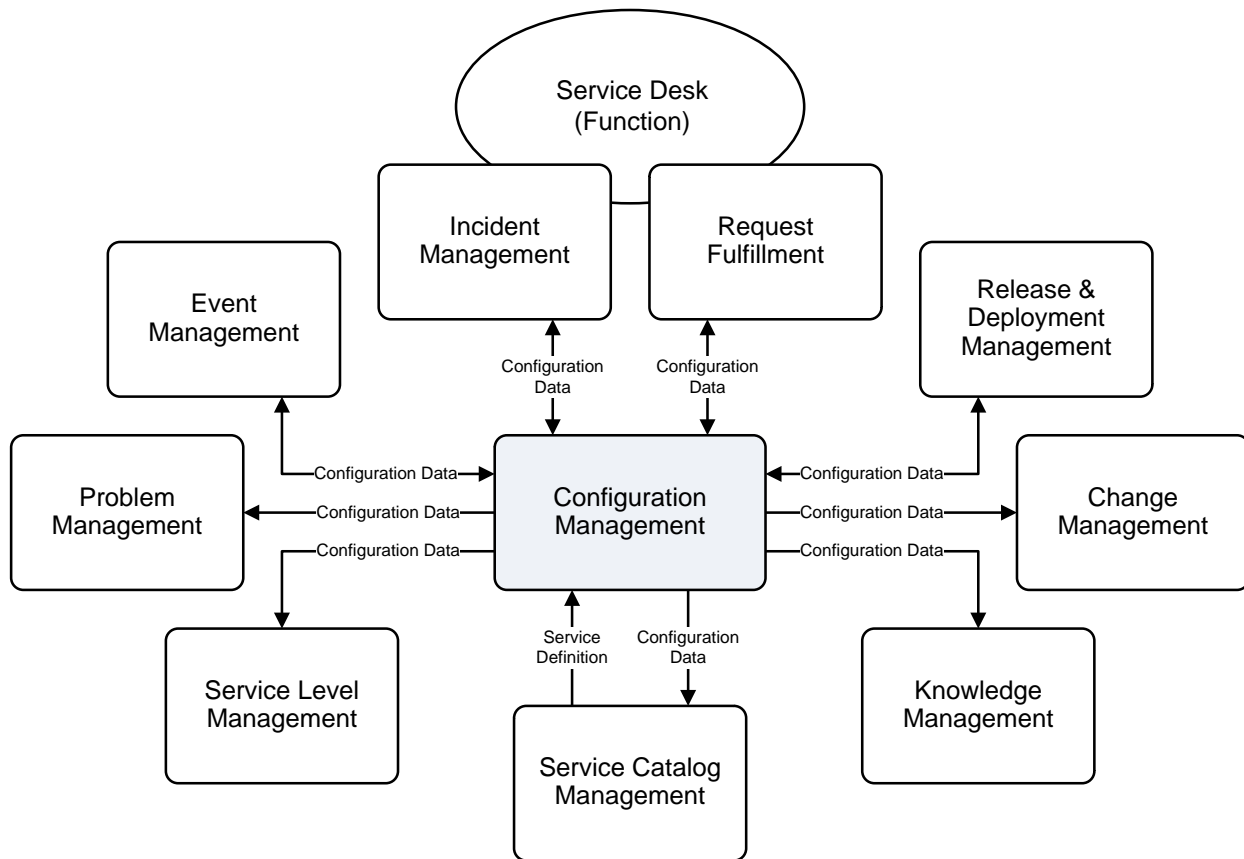 Service Desk
(Function)
Incident
Management
Request
Fulfillment
Event
Management
Release &
Deployment
Management
Configuration
Data
Configuration
Data
Configuration Data
Configuration Data
Problem
Management
Configuration Data
Configuration
Management
Configuration Data
Change
Management
Configuration Data
Configuration Data
Service
Definition
Configuration
Data
Service Level
Management
Knowledge
Management
Service Catalog
Management